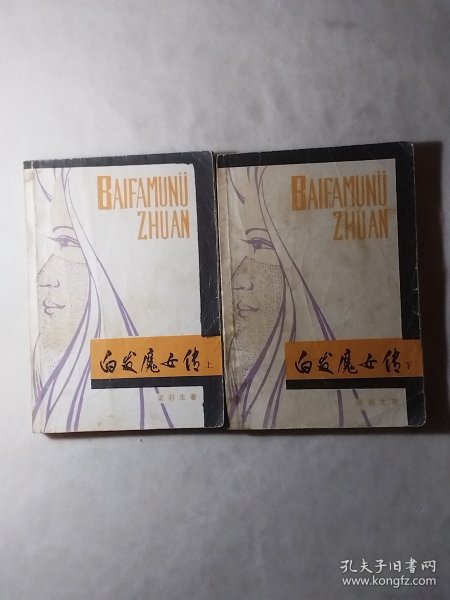 BAIFAMUNÜ
ZHUAN
白发魔女传 上
梁羽生著
BAIFAMUNÜ
ZHUAN
白发魔女传 下
梁羽生著
孔夫子旧书网
www.kongfz.com